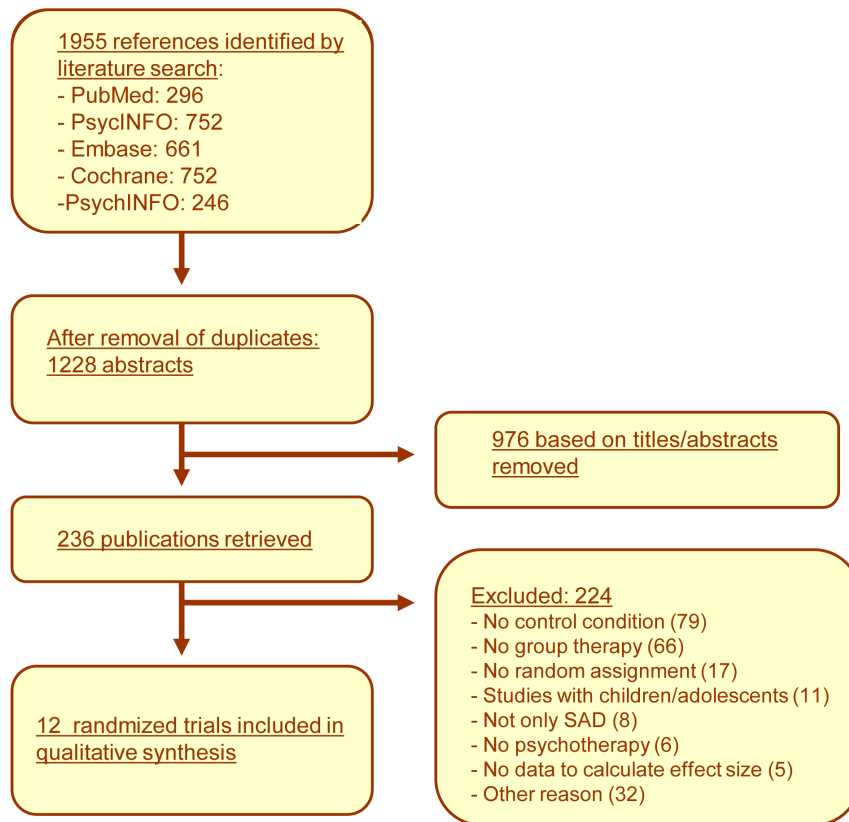 1955 references identified by
literature search:
- PubMed: 296
- PsycINFO: 752
- Embase: 661
- Cochrane: 752
-PsychINFO: 246
After removal of duplicates:
1228 abstracts
976 based on titles/abstracts
removed
236 publications retrieved
Excluded: 224
- No control condition (79)
- No group therapy (66)
- No random assignment (17)
- Studies with children/adolescents (11)
- Not only SAD (8)
- No psychotherapy (6)
- No data to calculate effect size (5)
- Other reason (32)
12 randmized trials included in
qualitative synthesis